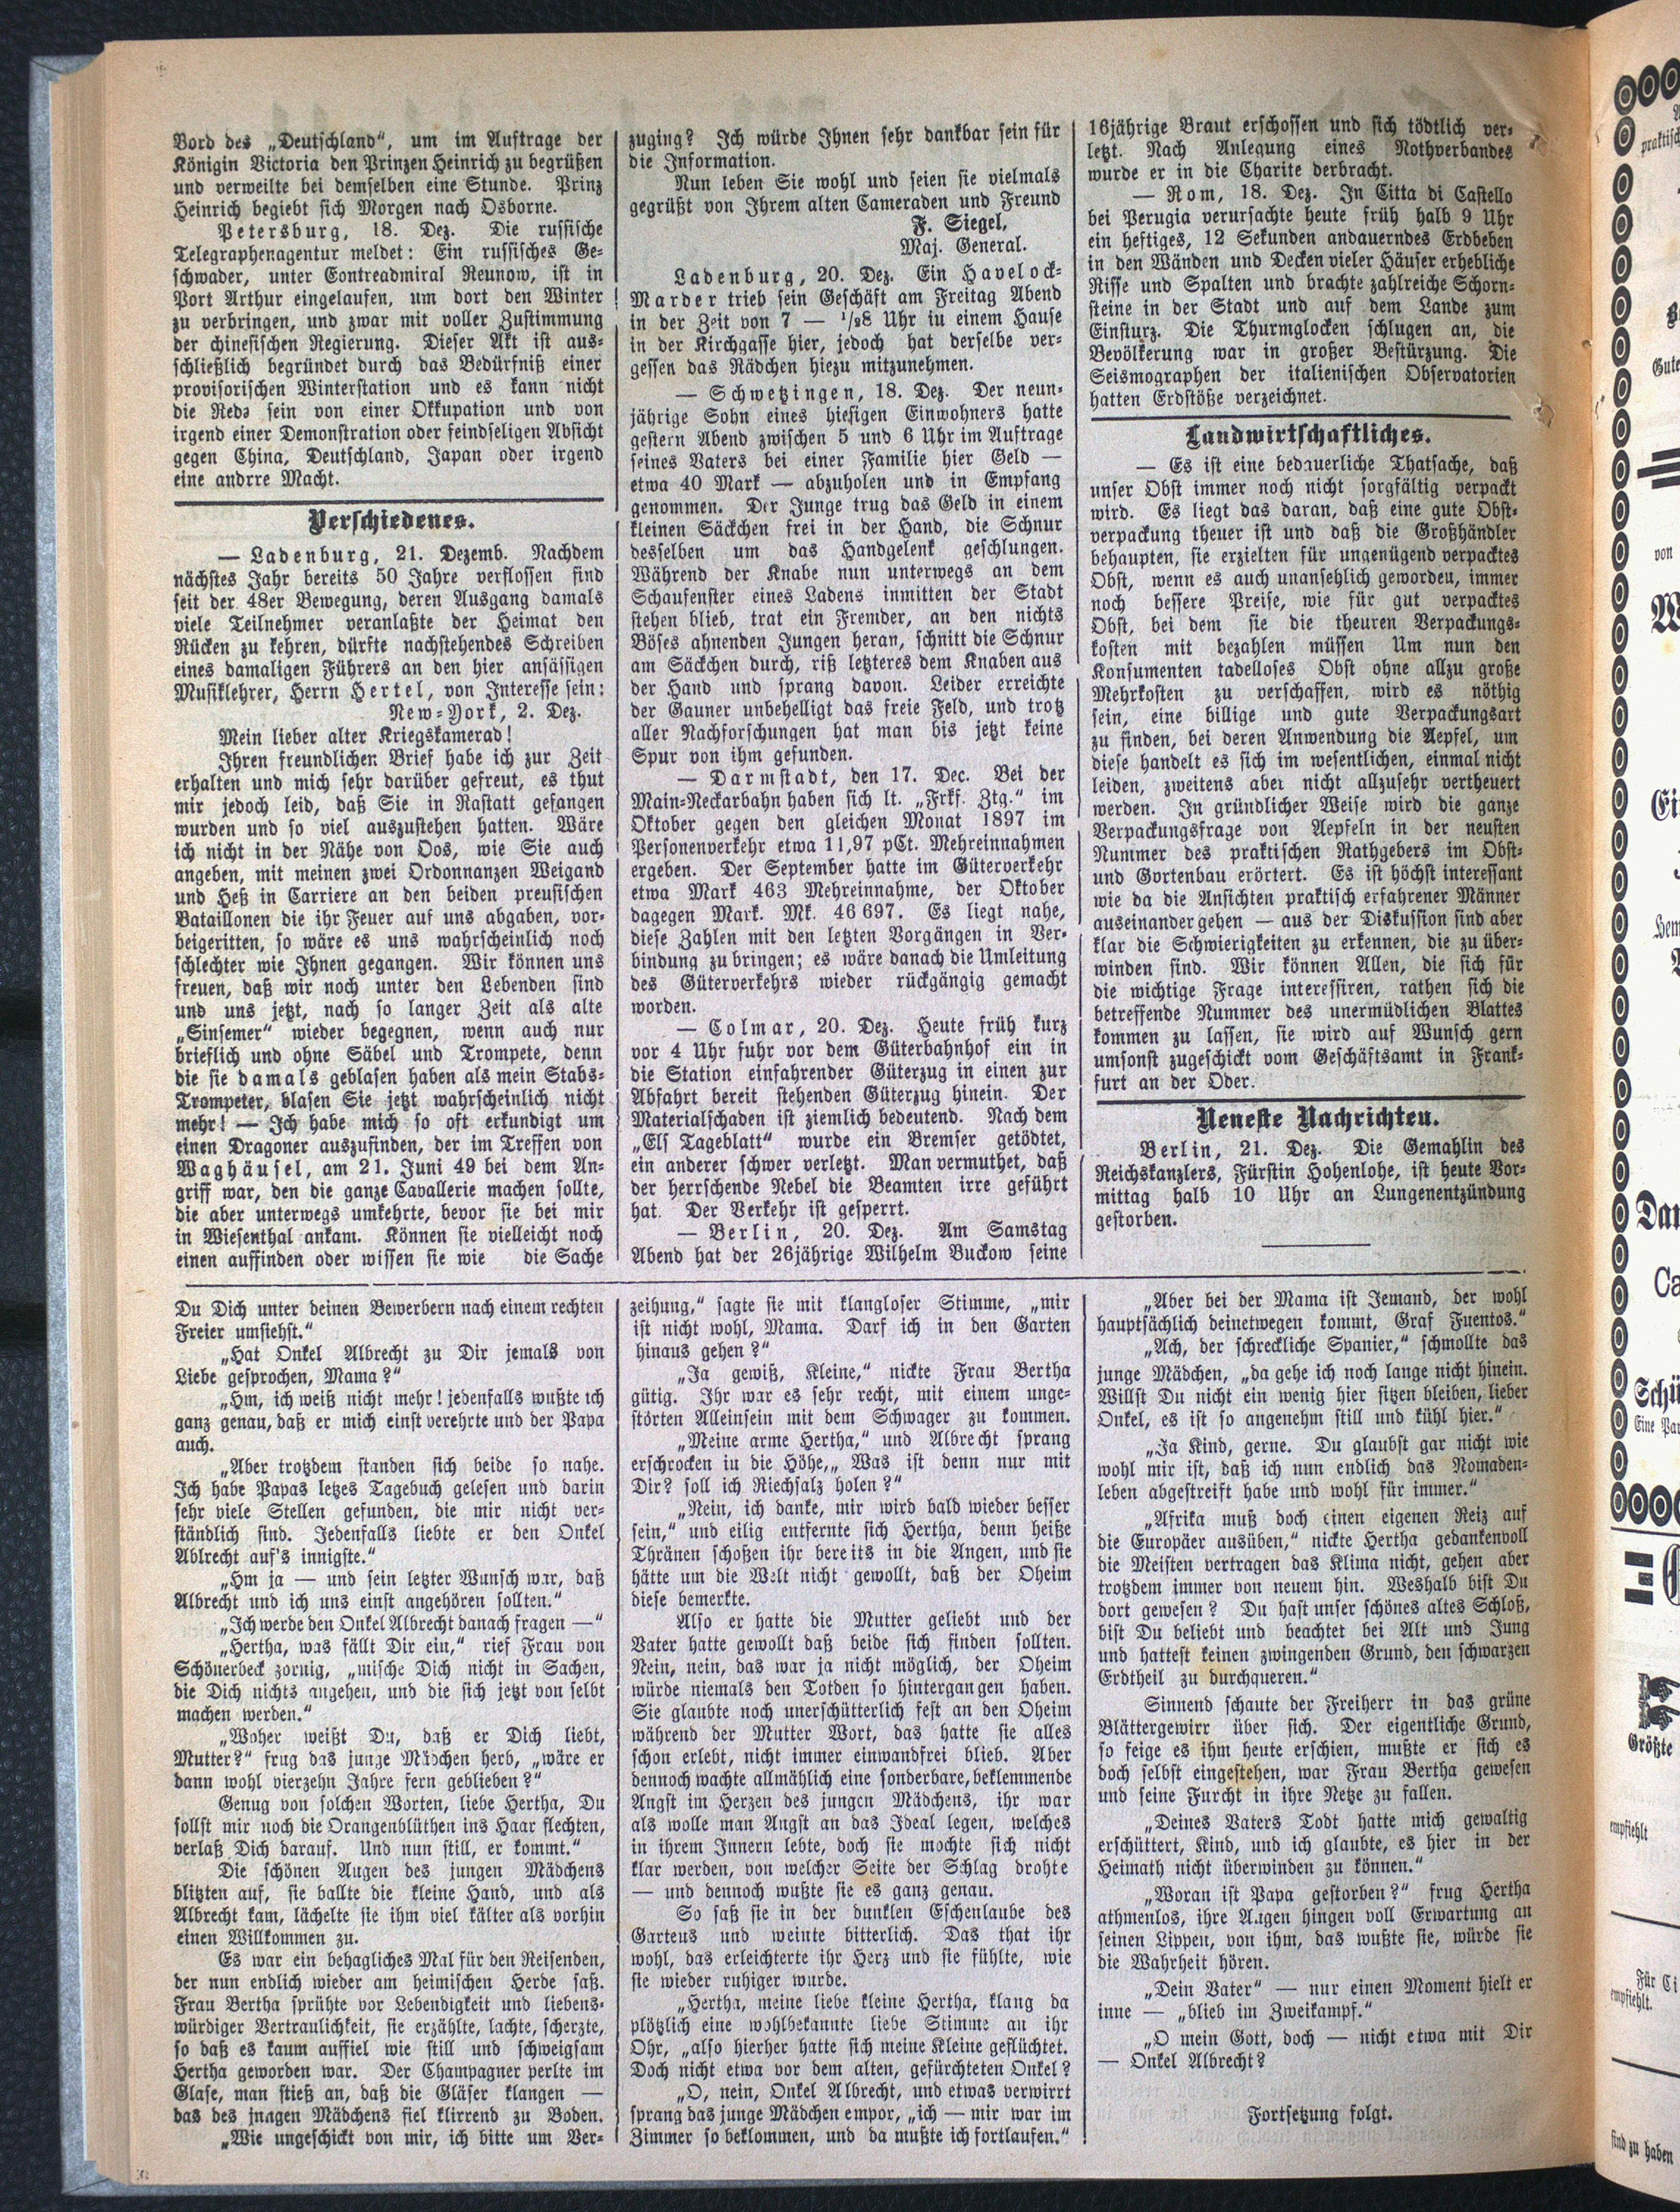 Bord des „Deutschland“, um im Auftrage der
Königin Victoria den Prinzen Heinrich zu begrüßen
und verweilte bei demselben eine Stunde. Prinz
Heinrich begiebt sich Morgen nach Osborne.
Petersburg, 18. Dez. Die russische
Telegraphenagentur meldet: Ein russisches Ge-
schwader, unter Contreadmiral Reunow, ist in
Port Arthur eingelaufen, um dort den Winter
zu verbringen, und zwar mit voller Zustimmung
der chinesischen Regierung. Dieser Akt ist aus-
schließlich begründet durch das Bedürfniß einer
provisorischen Winterstation und es kann nicht
die Rede sein von einer Okkupation und von
irgend einer Demonstration oder feindseligen Absicht
gegen China, Deutschland, Japan oder irgend
eine andrre Macht.
Verschiedenes.
— Ladenburg, 21. Dezemb. Nachdem
nächstes Jahr bereits 50 Jahre verflossen sind
seit der 48er Bewegung, deren Ausgang damals
viele Teilnehmer veranlaßte der Heimat den
Rücken zu kehren, dürfte nachstehendes Schreiben
eines damaligen Führers an den hier ansässigen
Musiklehrer, Herrn Hertel, von Interesse sein:
New-York, 2. Dez.
Mein lieber alter Kriegskamerad!
Ihren freundlichen Brief habe ich zur Zeit
erhalten und mich sehr darüber gefreut, es thut
mir jedoch leid, daß Sie in Rastatt gefangen
wurden und so viel auszustehen hatten. Wäre
ich nicht in der Nähe von Oos, wie Sie auch
angeben, mit meinen zwei Ordonnanzen Weigand
und Heß in Carriere an den beiden preusischen
Bataillonen die ihr Feuer auf uns abgaben, vor-
beigeritten, so wäre es uns wahrscheinlich noch
schlechter wie Ihnen gegangen. Wir können uns
freuen, daß wir noch unter den Lebenden sind
und uns jetzt, nach so langer Zeit als alte
„Sinsemer“ wieder begegnen, wenn auch nur
brieflich und ohne Säbel und Trompete, denn
die sie damals geblasen haben als mein Stabs-
Trompeter, blasen Sie jetzt wahrscheinlich nicht
mehr! — Ich habe mich so oft erkundigt um
einen Dragoner auszufinden, der im Treffen von
Waghäusel, am 21. Juni 49 bei dem An-
griff war, den die ganze Cavallerie machen sollte,
die aber unterwegs umkehrte, bevor sie bei mir
in Wiesenthal ankam. Können sie vielleicht noch
einen auffinden oder wissen sie wie die Sache
zuging? Ich würde Ihnen sehr dankbar sein für
die Information.
Nun leben Sie wohl und seien sie vielmals
gegrüßt von Ihrem alten Cameraden und Freund
F. Siegel,
Maj. General.
Ladenburg, 20. Dez. Ein Havelock-
Marder trieb sein Geschäft am Freitag Abend
in der Zeit von 7 — 1/28 Uhr iu einem Hause
in der Kirchgasse hier, jedoch hat derselbe ver-
gessen das Rädchen hiezu mitzunehmen.
— Schwetzingen, 18. Dez. Der neun-
jährige Sohn eines hiesigen Einwohners hatte
gestern Abend zwischen 5 und 6 Uhr im Auftrage
seines Vaters bei einer Familie hier Geld —
etwa 40 Mark — abzuholen und in Empfang
genommen. Der Junge trug das Geld in einem
kleinen Säckchen frei in der Hand, die Schnur
desselben um das Handgelenk geschlungen.
Während der Knabe nun unterwegs an dem
Schaufenster eines Ladens inmitten der Stadt
stehen blieb, trat ein Fremder, an den nichts
Böses ahnenden Jungen heran, schnitt die Schnur
am Säckchen durch, riß letzteres dem Knaben aus
der Hand und sprang davon. Leider erreichte
der Gauner unbehelligt das freie Feld, und trotz
aller Nachforschungen hat man bis jetzt keine
Spur von ihm gefunden.
— Darmstadt, den 17. Dec. Bei der
Main-Neckarbahn haben sich lt. „Frkf. Ztg.“ im
Oktober gegen den gleichen Monat 1897 im
Personenverkehr etwa 11,97 pCt. Mehreinnahmen
ergeben. Der September hatte im Güterverkehr
etwa Mark 463 Mehreinnahme, der Oktober
dagegen Mark. Mk. 46 697. Es liegt nahe,
diese Zahlen mit den letzten Vorgängen in Ver-
bindung zu bringen; es wäre danach die Umleitung
des Güterverkehrs wieder rückgängig gemacht
worden.
— Colmar, 20. Dez. Heute früh kurz
vor 4 Uhr fuhr vor dem Güterbahnhof ein in
die Station einfahrender Güterzug in einen zur
Abfahrt bereit stehenden Güterzug hinein. Der
Materialschaden ist ziemlich bedeutend. Nach dem
„Els Tageblatt“ wurde ein Bremser getödtet,
ein anderer schwer verletzt. Man vermuthet, daß
der herrschende Nebel die Beamten irre geführt
hat. Der Verkehr ist gesperrt.
— Berlin, 20. Dez. Am Samstag
Abend hat der 26jährige Wilhelm Buckow seine
16jährige Braut erschossen und sich tödtlich ver-
letzt. Nach Anlegung eines Nothverbandes
wurde er in die Charite derbracht.
— Rom, 18. Dez. In Citta di Castello
bei Perugia verursachte heute früh halb 9 Uhr
ein heftiges, 12 Sekunden andauerndes Erdbeben
in den Wänden und Decken vieler Häuser erhebliche
Risse und Spalten und brachte zahlreiche Schorn-
steine in der Stadt und auf dem Lande zum
Einsturz. Die Thurmglocken schlugen an, die
Bevölkerung war in großer Bestürzung. Die
Seismographen der italienischen Observatorien
hatten Erdstöße verzeichnet.
Landwirtschaftliches.
— Es ist eine bedauerliche Thatsache, daß
unser Obst immer noch nicht sorgfältig verpackt
wird. Es liegt das daran, daß eine gute Obst-
verpackung theuer ist und daß die Großhändler
behaupten, sie erzielten für ungenügend verpacktes
Obst, wenn es auch unansehlich gewordeu, immer
noch bessere Preise, wie für gut verpacktes
Obst, bei dem sie die theuren Verpackungs-
kosten mit bezahlen müssen Um nun den
Konsumenten tadelloses Obst ohne allzu große
Mehrkosten zu verschaffen, wird es nöthig
sein, eine billige und gute Verpackungsart
zu finden, bei deren Anwendung die Aepfel, um
diese handelt es sich im wesentlichen, einmal nicht
leiden, zweitens aber nicht allzusehr vertheuert
werden. In gründlicher Weise wird die ganze
Verpackungsfrage von Aepfeln in der neusten
Nummer des praktischen Rathgebers im Obst-
und Gortenbau erörtert. Es ist höchst interessant
wie da die Ansichten praktisch erfahrener Männer
auseinander gehen — aus der Diskussion sind aber
klar die Schwierigkeiten zu erkennen, die zu über-
winden sind. Wir können Allen, die sich für
die wichtige Frage interessiren, rathen sich die
betreffende Nummer des unermüdlichen Blattes
kommen zu lassen, sie wird auf Wunsch gern
umsonst zugeschickt vom Geschäftsamt in Frank-
furt an der Oder.
Neueste Nachrichten.
Berlin, 21. Dez. Die Gemahlin des
Reichskanzlers, Fürstin Hohenlohe, ist heute Vor-
mittag halb 10 Uhr an Lungenentzündung
gestorben.
Du Dich unter deinen Bewerbern nach einem rechten
Freier umsiehst.“
„Hat Onkel Albrecht zu Dir jemals von
Liebe gesprochen, Mama?“
„Hm, ich weiß nicht mehr! jedenfalls wußte ich
ganz genau, daß er mich einst verehrte und der Papa
auch.
„Aber trotzdem standen sich beide so nahe.
Ich habe Papas letzes Tagebuch gelesen und darin
sehr viele Stellen gefunden, die mir nicht ver-
ständlich sind. Jedenfalls liebte er den Onkel
Ablrecht auf's innigste.“
„Hm ja — und sein letzter Wunsch war, daß
Albrecht und ich uns einst angehören sollten.“
„Ich werde den Onkel Albrecht danach fragen —“
„Hertha, was fällt Dir ein,“ rief Frau von
Schönerbeck zornig, „mische Dich nicht in Sachen,
die Dich nichts angehen, und die sich jetzt von selbt
machen werden.“
„Woher weißt Du, daß er Dich liebt,
Mutter?“ frug das junge Mädchen herb, „wäre er
dann wohl vierzehn Jahre fern geblieben?“
Genug von solchen Worten, liebe Hertha, Du
sollst mir noch die Orangenblüthen ins Haar flechten,
verlaß Dich darauf. Und nun still, er kommt.“
Die schönen Augen des jungen Mädchens
blitzten auf, sie ballte die kleine Hand, und als
Albrecht kam, lächelte sie ihm viel kälter als vorhin
einen Willkommen zu.
Es war ein behagliches Mal für den Reisenden,
der nun endlich wieder am heimischen Herde saß.
Frau Bertha sprühte vor Lebendigkeit und liebens-
würdiger Vertraulichkeit, sie erzählte, lachte, scherzte,
so daß es kaum auffiel wie still und schweigsam
Hertha geworden war. Der Champagner perlte im
Glase, man stieß an, daß die Gläser klangen —
das des jnngen Mädchens fiel klirrend zu Boden.
„Wie ungeschickt von mir, ich bitte um Ver-
zeihung,“ sagte sie mit klangloser Stimme, „mir
ist nicht wohl, Mama. Darf ich in den Garten
hinaus gehen?“
„Ja gewiß, Kleine,“ nickte Frau Bertha
gütig. Ihr war es sehr recht, mit einem unge-
störten Alleinsein mit dem Schwager zu kommen.
„Meine arme Hertha,“ und Albrecht sprang
erschrocken iu die Höhe,„ Was ist denn nur mit
Dir? soll ich Riechsalz holen?“
„Nein, ich danke, mir wird bald wieder besser
sein,“ und eilig entfernte sich Hertha, denn heiße
Thränen schoßen ihr bereits in die Angen, und sie
hätte um die Welt nicht gewollt, daß der Oheim
diese bemerkte.
Also er hatte die Mutter geliebt und der
Vater hatte gewollt daß beide sich finden sollten.
Nein, nein, das war ja nicht möglich, der Oheim
würde niemals den Totden so hintergangen haben.
Sie glaubte noch unerschütterlich fest an den Oheim
während der Mutter Wort, das hatte sie alles
schon erlebt, nicht immer einwandfrei blieb. Aber
dennoch wachte allmählich eine sonderbare, beklemmende
Angst im Herzen des jungen Mädchens, ihr war
als wolle man Angst an das Ideal legen, welches
in ihrem Innern lebte, doch sie mochte sich nicht
klar werden, von welcher Seite der Schlag drohte
— und dennoch wußte sie es ganz genau.
So saß sie in der dunklen Eschenlaube des
Garteus und weinte bitterlich. Das that ihr
wohl, das erleichterte ihr Herz und sie fühlte, wie
sie wieder ruhiger wurde.
„Hertha, meine liebe kleine Hertha, klang da
plötzlich eine wohlbekannte liebe Stimme an ihr
Ohr, „also hierher hatte sich meine Kleine geflüchtet.
Doch nicht etwa vor dem alten, gefürchteten Onkel?
„O, nein, Onkel Albrecht, und etwas verwirrt
sprang das junge Mädchen empor, „ich — mir war im
Zimmer so beklommen, und da mußte ich fortlaufen.“
„Aber bei der Mama ist Jemand, der wohl
hauptsächlich deinetwegen kommt, Graf Fuentos.“
„Ach, der schreckliche Spanier,“ schmollte das
junge Mädchen, „da gehe ich noch lange nicht hinein.
Willst Du nicht ein wenig hier sitzen bleiben, lieber
Onkel, es ist so angenehm still und kühl hier.“
„Ja Kind, gerne. Du glaubst gar nicht wie
wohl mir ist, daß ich nun endlich das Nomaden-
leben abgestreift habe und wohl für immer.“
„Afrika muß doch einen eigenen Reiz auf
die Europäer ausüben,“ nickte Hertha gedankenvoll
die Meisten vertragen das Klima nicht, gehen aber
trotzdem immer von neuem hin. Weshalb bist Du
dort gewesen? Du hast unser schönes altes Schloß,
bist Du beliebt und beachtet bei Alt und Jung
und hattest keinen zwingenden Grund, den schwarzen
Erdtheil zu durchqueren.“
Sinnend schaute der Freiherr in das grüne
Blättergewirr über sich. Der eigentliche Grund,
so feige es ihm heute erschien, mußte er sich es
doch selbst eingestehen, war Frau Bertha gewesen
und seine Furcht in ihre Netze zu fallen.
„Deines Vaters Todt hatte mich gewaltig
erschüttert, Kind, und ich glaubte, es hier in der
Heimath nicht überwinden zu können.“
„Woran ist Papa gestorben?“ frug Hertha
athmenlos, ihre Augen hingen voll Erwartung an
seinen Lippen, von ihm, das wußte sie, würde sie
die Wahrheit hören.
„Dein Vater“ — nur einen Moment hielt er
inne — „blieb im Zweikampf.“
„O mein Gott, doch — nicht etwa mit Dir
— Onkel Albrecht?
Fortsetzung folgt.
Gute
von
Größte
empfiehlt
Für
empfiehlt.
sind zu haben